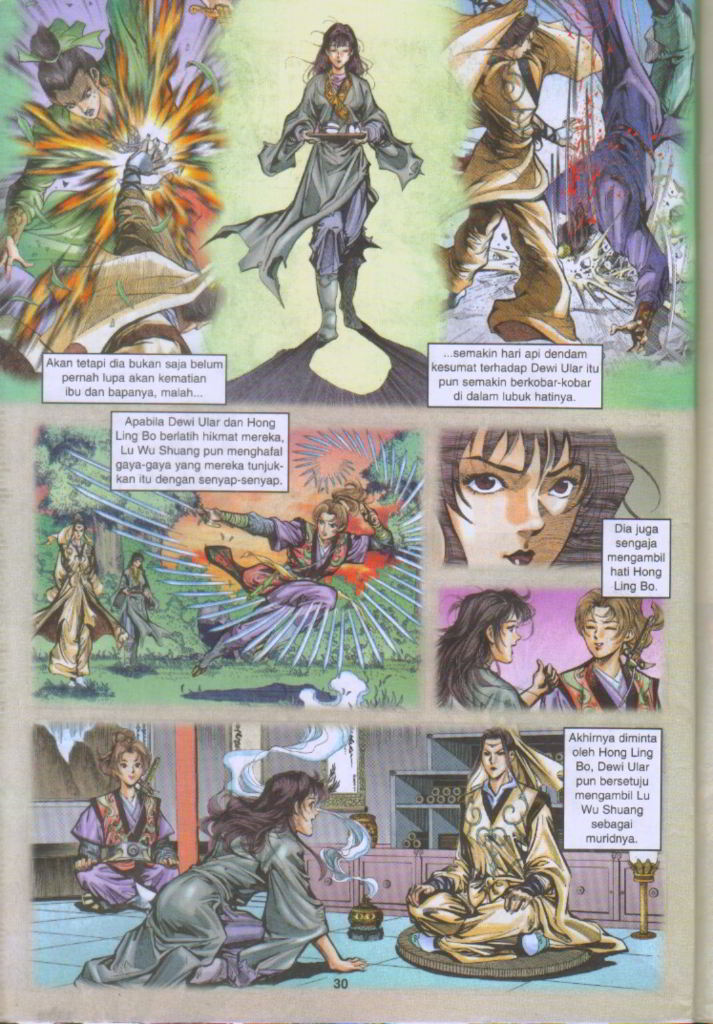 Akan tetapi dia bukan saja belum
pernah lupa akan kematian
ibu dan bapanya, malah...
...semakin hari api dendam
kesumat terhadap Dewi Ular itu
pun semakin berkobar-kobar
di dalam lubuk hatinya.
Apabila Dewi Ular dan Hong
Ling Bo berlatih hikmat mereka,
Lu Wu Shuang pun menghafal
gaya-gaya yang mereka tunjuk-
kan itu dengan senyap-senyap.
Dia juga
sengaja
mengambil
hati Hong
Ling Bo.
Akhirnya diminta
oleh Hong Ling
Bo, Dewi Ular
pun bersetuju
mengambil Lu
Wu Shuang
sebagai
muridnya.
30